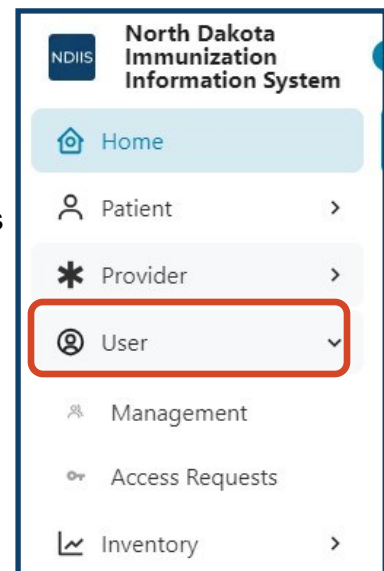 NDIIS
North Dakota
Immunization
Information System
Home
Patient
s
Provider
User
Management
Access Requests
Inventory